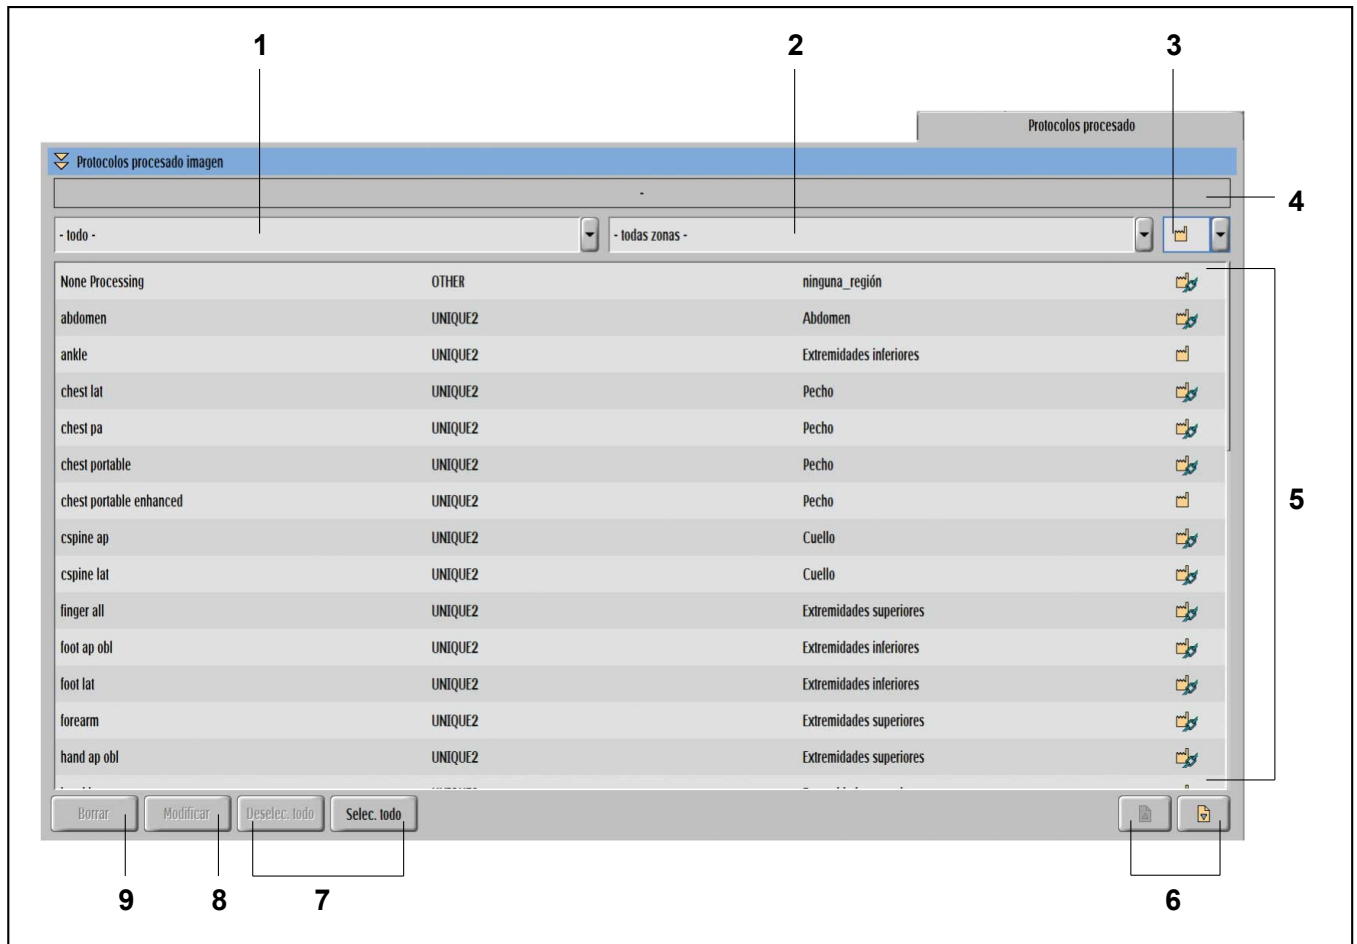 1 2 3
Protocolos procesado
Protocolos procesado imagen
- 4
- todo - - todas zonas -
None Processing OTHER ninguna_región
abdomen UNIQUE2 Abdomen
ankle UNIQUE2 Extremidades inferiores
chest lat UNIQUE2 Pecho
chest pa UNIQUE2 Pecho
chest portable UNIQUE2 Pecho
chest portable enhanced UNIQUE2 Pecho 5
cspine ap UNIQUE2 Cuello
cspine lat UNIQUE2 Cuello
finger all UNIQUE2 Extremidades superiores
foot ap obl UNIQUE2 Extremidades inferiores
foot lat UNIQUE2 Extremidades inferiores
forearm UNIQUE2 Extremidades superiores
hand ap obl UNIQUE2 Extremidades superiores
Borrar Modificar Deselec. todo Selec. todo
9 8 7 6